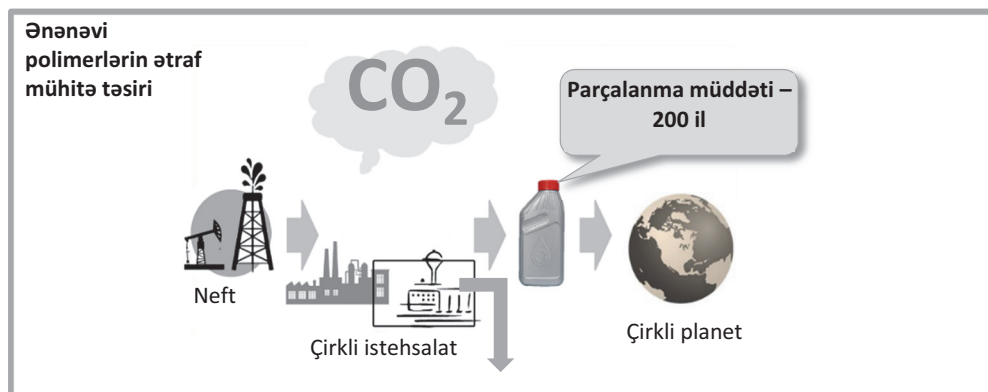 Ənənəvi
polimerlərin ətraf
mühitə təsiri
CO₂
Parçalanma müddəti –
200 il
Neft
Çirkli istehsalat
Çirkli planet